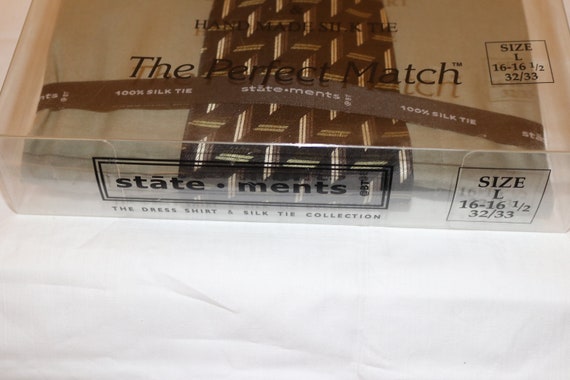 HAND MADE SILK TIE
The Perfect Match™
SIZE
L
16-16 1/2
32/33
100% SILK TIE
stāte•ments
100% SILK TIE
stāte•ments
SIZE
L
16-16 1/2
32/33
THE DRESS SHIRT & SILK TIE COLLECTION